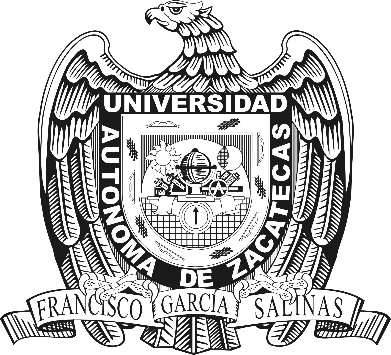 UNIVERSIDAD
AUTONOMA DE ZACATECAS
FRANCISCO GARCIA SALINAS